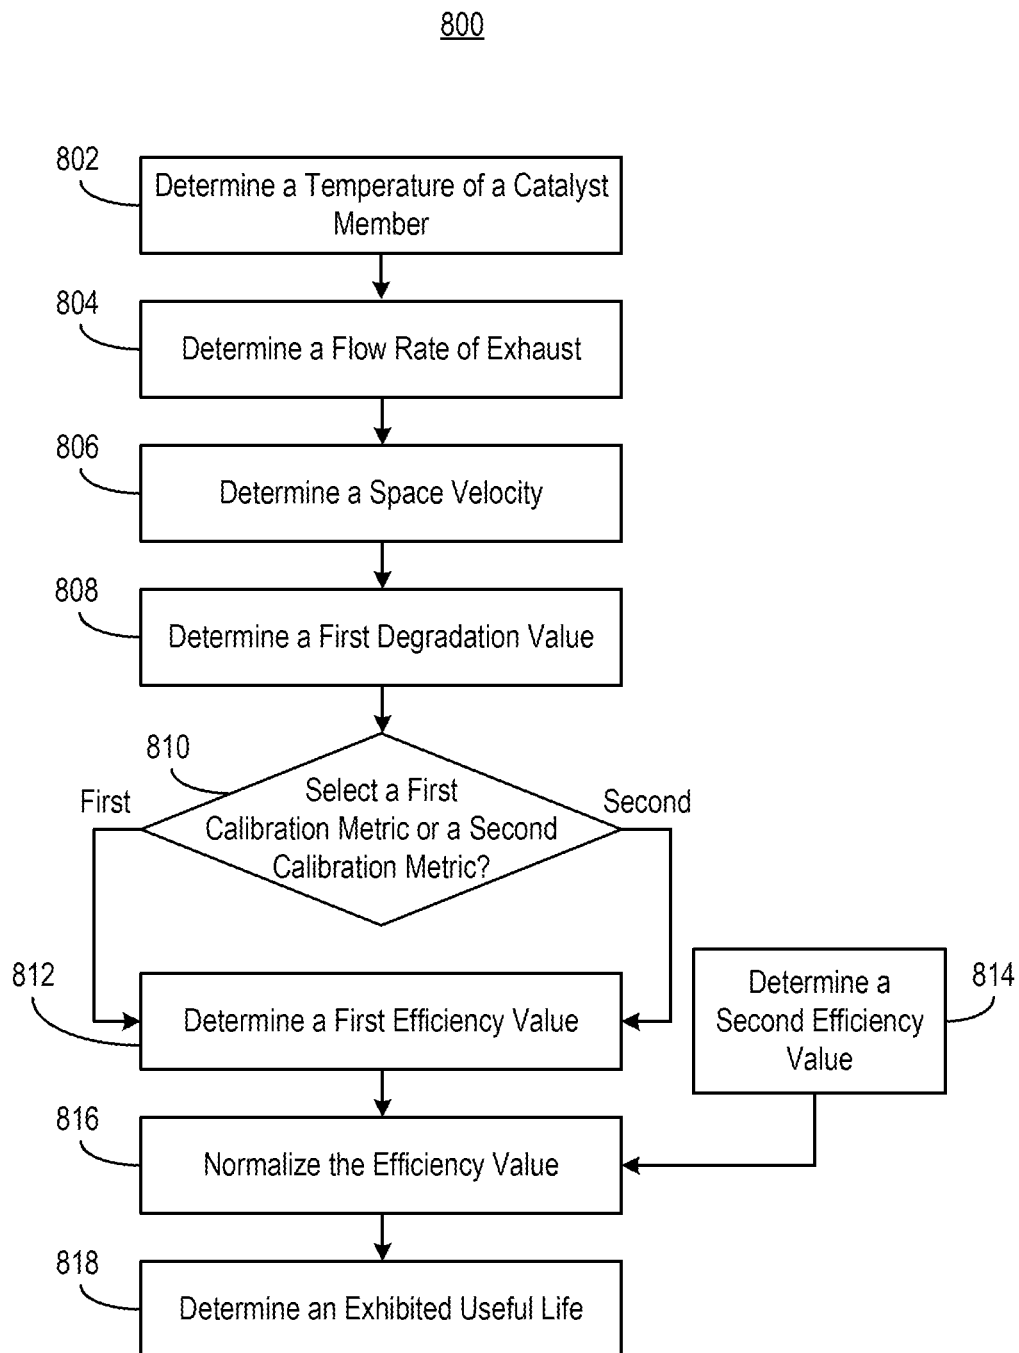 800
802
Determine a Temperature of a Catalyst
Member
804
Determine a Flow Rate of Exhaust
806
Determine a Space Velocity
808
Determine a First Degradation Value
810
Select a First
Calibration Metric or a Second
Calibration Metric?
First
Second
812
Determine a First Efficiency Value
Determine a
Second Efficiency
Value
814
816
Normalize the Efficiency Value
818
Determine an Exhibited Useful Life